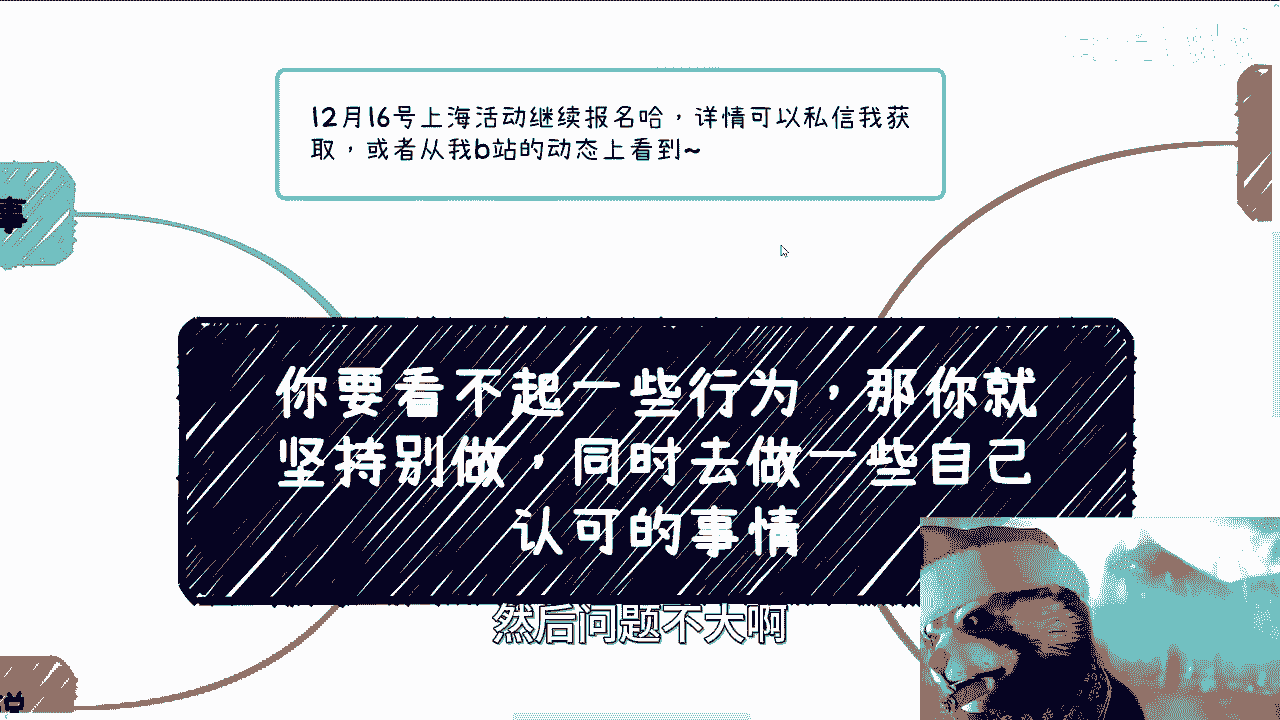 12月16号上海活动继续报名哈，详情可以私信我获
取，或者从我b站的动态上看到~
事
你要看不起一些行为，那你就
坚持别做，同时去做一些自己
认可的事情
然后问题不大啊
说